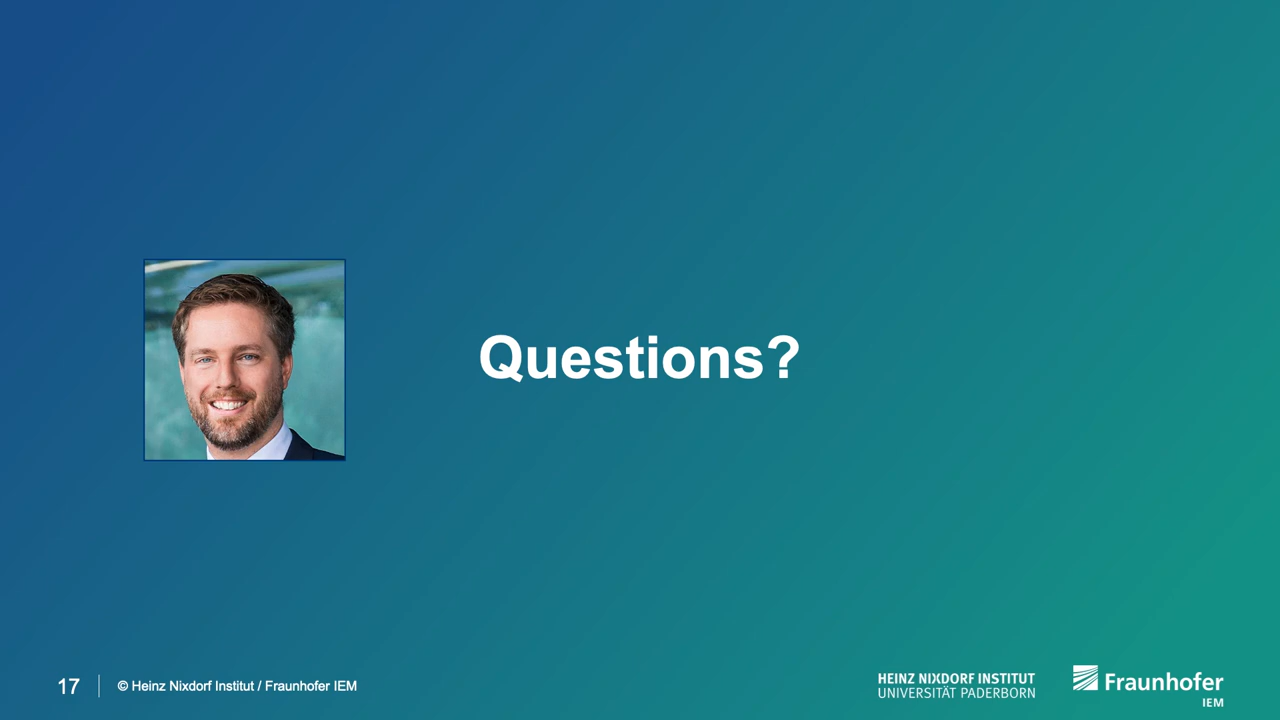 Questions?
17
© Heinz Nixdorf Institut / Fraunhofer IEM
HEINZ NIXDORF INSTITUT
UNIVERSITÄT PADERBORN
Fraunhofer
IEM